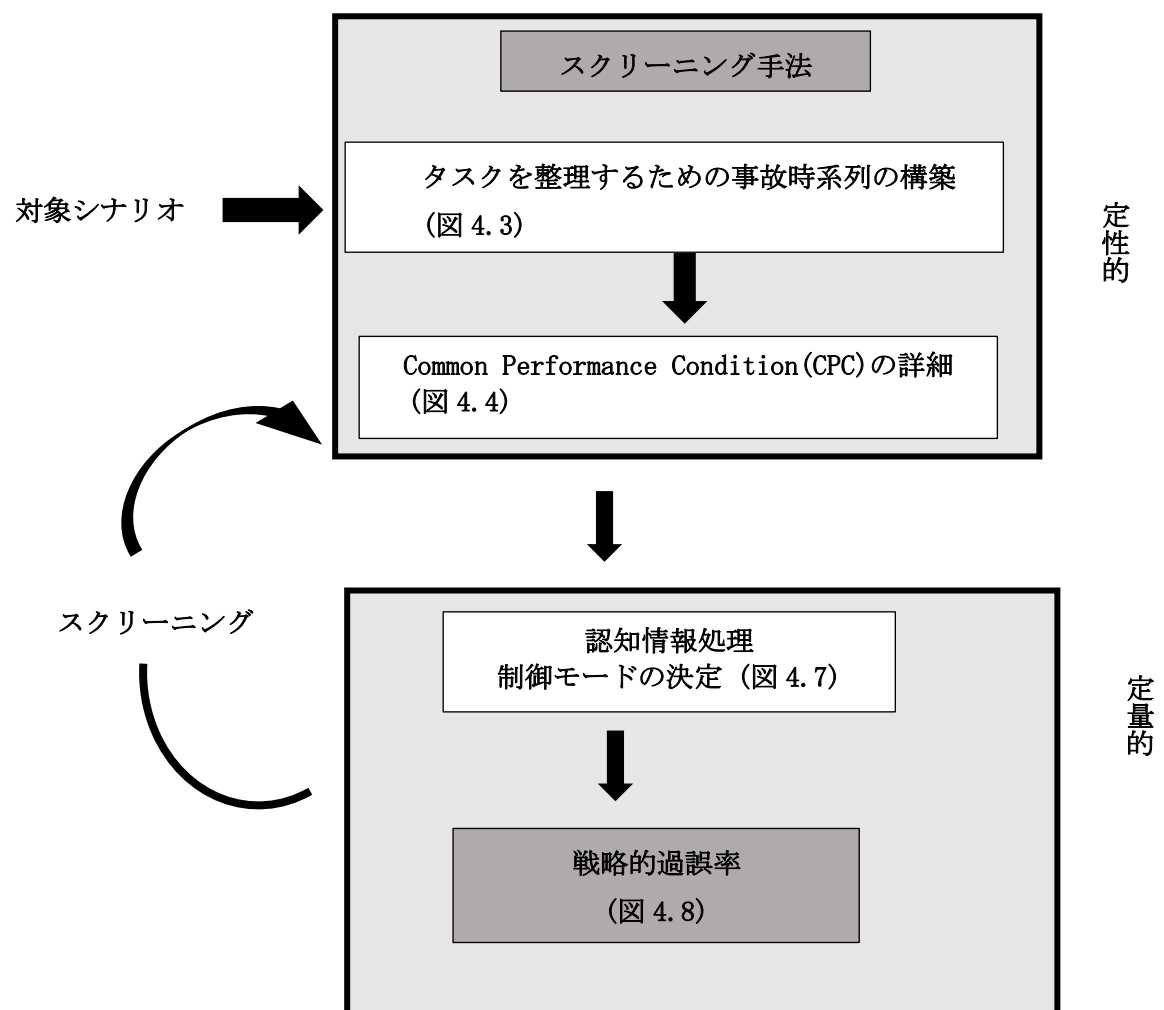 スクリーニング手法
タスクを整理するための事故時系列の構築
(図 4.3)
対象シナリオ
定性的
Common Performance Condition(CPC)の詳細
(図 4.4)
スクリーニング
認知情報処理
制御モードの決定 (図 4.7)
定量的
戦略的過誤率
(図 4.8)